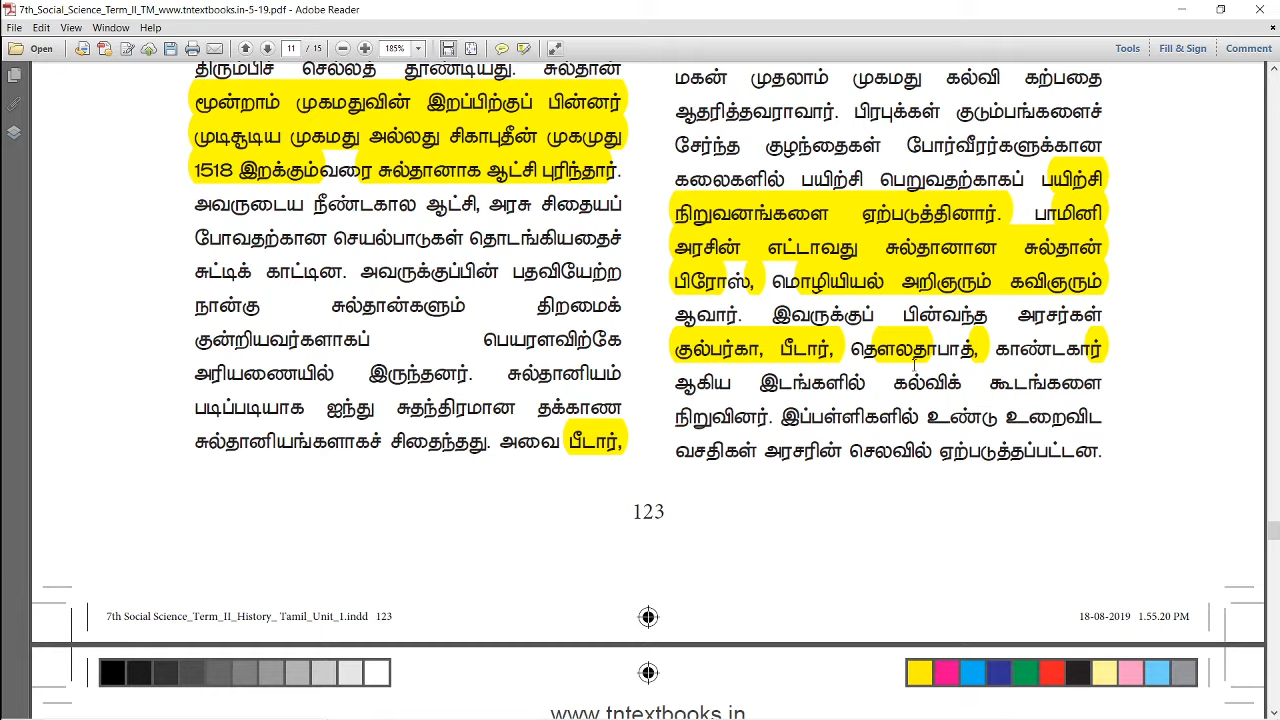 7th_Social_Science_Term_II_TM_www.tntextbooks.in-5-19.pdf - Adobe Reader
File Edit View Window Help
Open 11 / 15 185% Tools Fill & Sign Comment
திரும்பிச் செல்லத் தூண்டியது. சுல்தான்
மூன்றாம் முகமதுவின் இறப்பிற்குப் பின்னர்
முடிசூடிய முகமது அல்லது சிகாபுதீன் முகமுது
1518 இறக்கும்வரை சுல்தானாக ஆட்சி புரிந்தார்.
அவருடைய நீண்டகால ஆட்சி, அரசு சிதையப்
போவதற்கான செயல்பாடுகள் தொடங்கியதைச்
சுட்டிக் காட்டின. அவருக்குப்பின் பதவியேற்ற
நான்கு சுல்தான்களும் திறமைக்
குன்றியவர்களாகப் பெயரளவிற்கே
அரியணையில் இருந்தனர். சுல்தானியம்
படிப்படியாக ஐந்து சுதந்திரமான தக்காண
சுல்தானியங்களாகச் சிதைந்தது. அவை பீடார்,
மகன் முதலாம் முகமது கல்வி கற்பதை
ஆதரித்தவராவார். பிரபுக்கள் குடும்பங்களைச்
சேர்ந்த குழந்தைகள் போர்வீரர்களுக்கான
கலைகளில் பயிற்சி பெறுவதற்காகப் பயிற்சி
நிறுவனங்களை ஏற்படுத்தினார். பாமினி
அரசின் எட்டாவது சுல்தானான சுல்தான்
பிரோஸ், மொழியியல் அறிஞரும் கவிஞரும்
ஆவார். இவருக்குப் பின்வந்த அரசர்கள்
குல்பர்கா, பீடார், தௌலதாபாத், காண்டகார்
ஆகிய இடங்களில் கல்விக் கூடங்களை
நிறுவினர். இப்பள்ளிகளில் உண்டு உறைவிட
வசதிகள் அரசரின் செலவில் ஏற்படுத்தப்பட்டன.
123
7th Social Science_Term_II_History_ Tamil_Unit_1.indd 123 18-08-2019 1.55.20 PM
www.tntextbooks.in